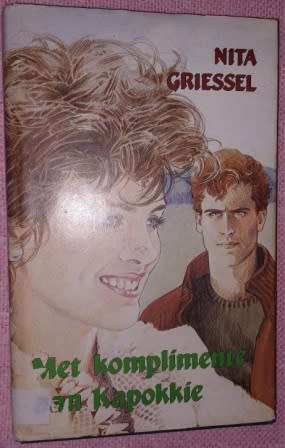 NITA
GRIESSEL
Met komplimente
van Kapokkie